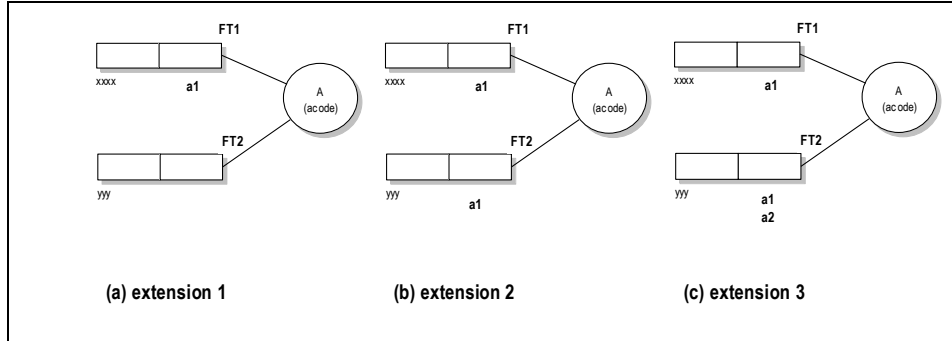 FT1 FT1 FT1
xxxx a1 xxxx a1 xxxx a1
A A A
(acode) (acode) (acode)
FT2 FT2 FT2
yyy yyy a1 yyy a1
a2
(a) extension 1 (b) extension 2 (c) extension 3